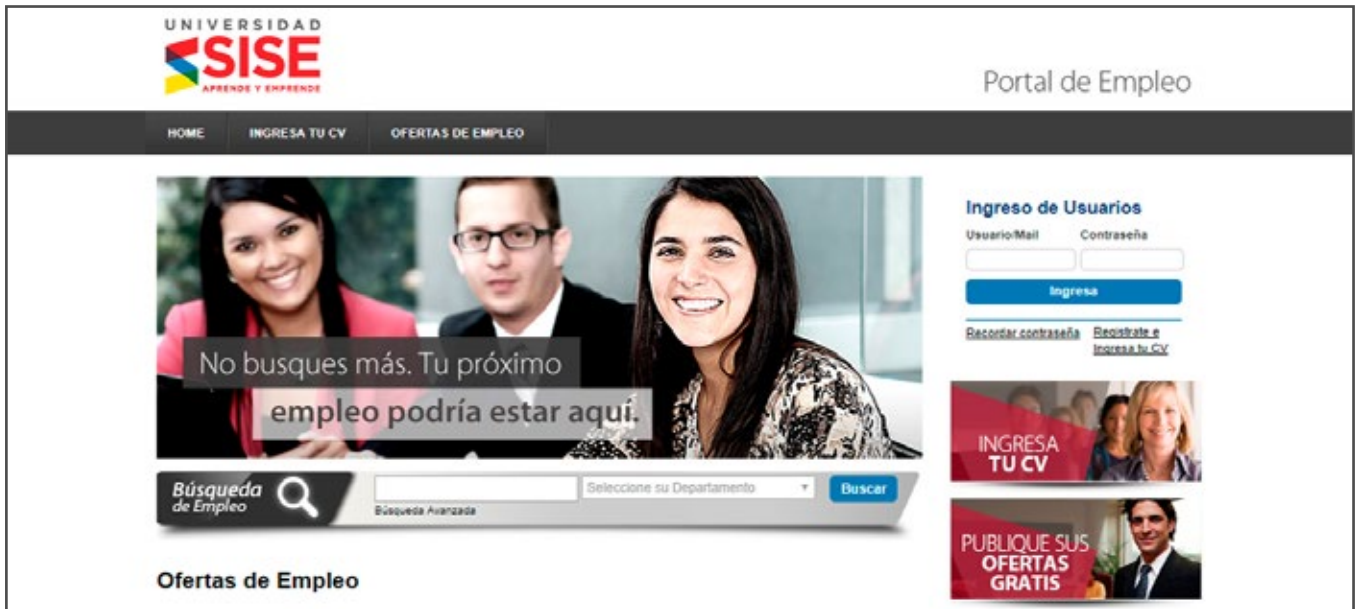 UNIVERSIDAD
SISE
APRENDE Y EMPRENDE
Portal de Empleo
HOME
INGRESA TU CV
OFERTAS DE EMPLEO
No busques más. Tu próximo
empleo podría estar aquí.
Ingreso de Usuarios
Usuario/Mail
Contraseña
Ingresa
Recordar contraseña
Registrate e
Ingresa tu CV
INGRESA
TU CV
Búsqueda
de Empleo
Seleccione su Departamento
Buscar
Búsqueda Avanzada
PUBLIQUE SUS
OFERTAS
GRATIS
Ofertas de Empleo